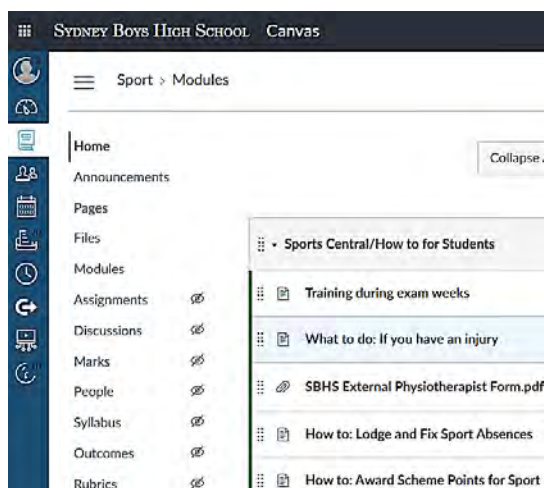 SYDNEY BOYS HIGH SCHOOL Canvas
Sport > Modules
Home
Announcements
Pages
Files
Modules
Assignments
Discussions
Marks
People
Syllabus
Outcomes
Rubrics
Collapse
Sports Central/How to for Students
Training during exam weeks
What to do: If you have an injury
SBHS External Physiotherapist Form.pdf
How to: Lodge and Fix Sport Absences
How to: Award Scheme Points for Sport